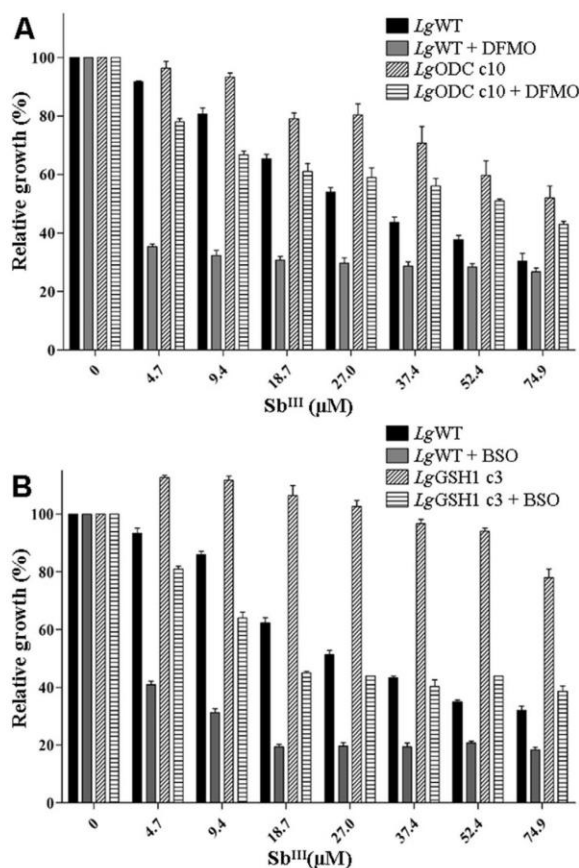 A
LgWT
LgWT + DFMO
LgODC c10
LgODC c10 + DFMO
Relative growth (%)
100
80
60
40
20
0
0 4.7 9.4 18.7 27.0 37.4 52.4 74.9
Sbᴵᴵᴵ (µM)
B
LgWT
LgWT + BSO
LgGSH1 c3
LgGSH1 c3 + BSO
Relative growth (%)
100
80
60
40
20
0
0 4.7 9.4 18.7 27.0 37.4 52.4 74.9
Sbᴵᴵᴵ(µM)